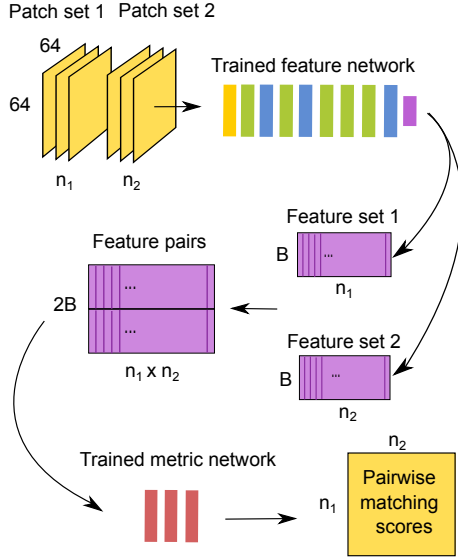 Patch set 1
Patch set 2
64
64
n₁
n₂
Trained feature network
Feature set 1
B
...
n₁
Feature pairs
2B
...
...
n₁ x n₂
Feature set 2
B
...
n₂
Trained metric network
n₂
n₁
Pairwise
matching
scores